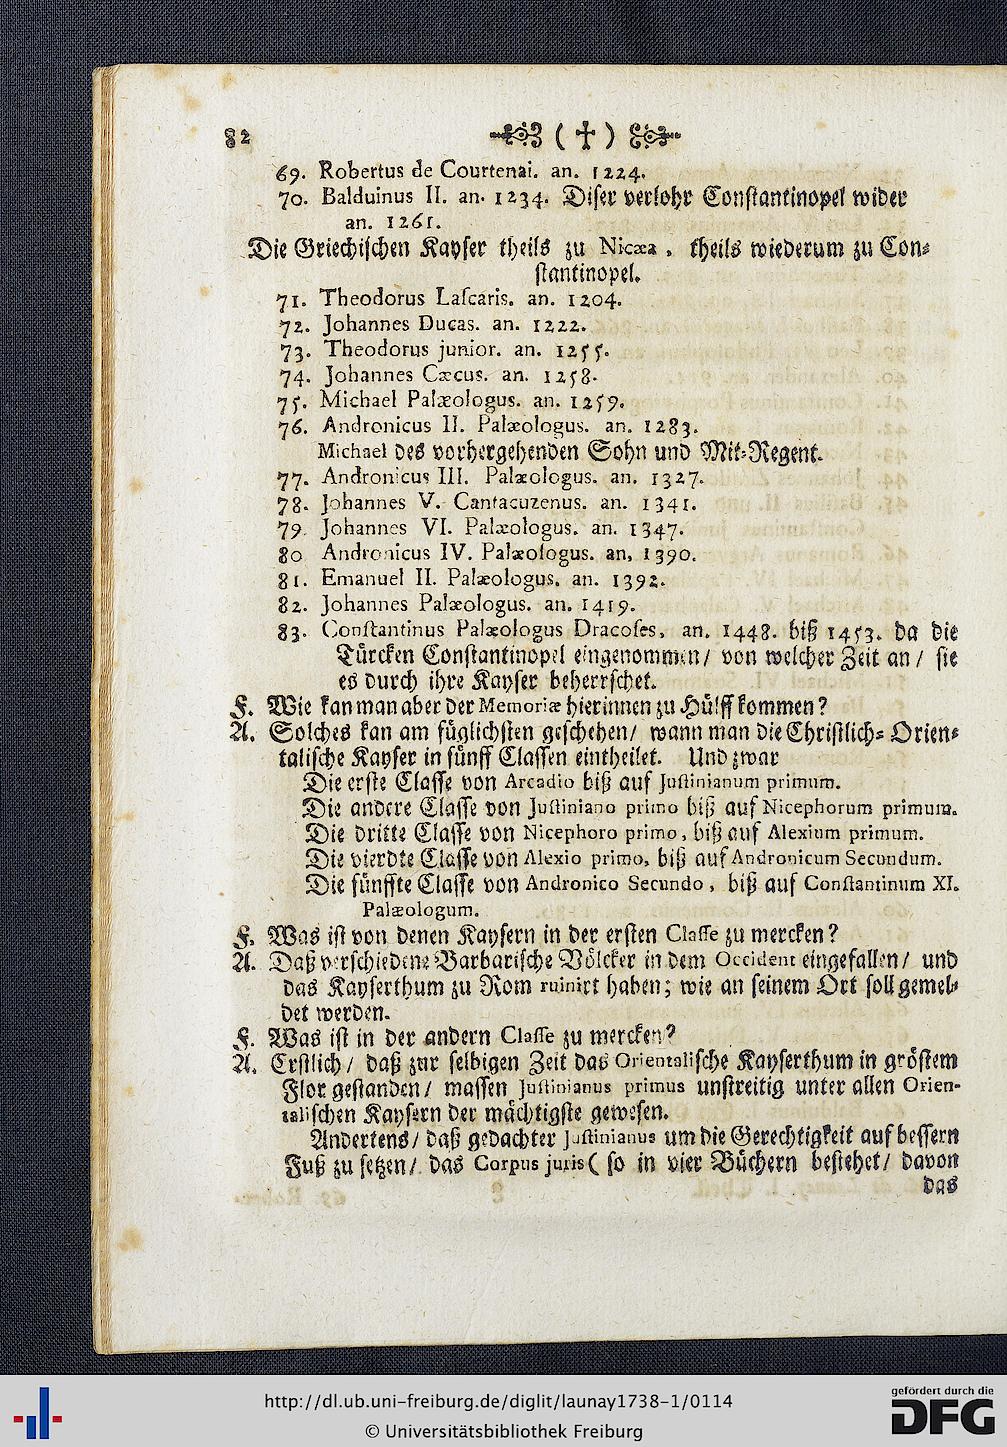 82 ( † )
69. Robertus de Courtenai. an. 1224.
70. Balduinus II. an. 1234. Diser verlohr Constantinopel wider
an. 1261.
Die Griechischen Kayser theils zu Nicæa, theils wiederum zu Con-
stantinopel.
71. Theodorus Lascaris. an. 1204.
72. Johannes Ducas. an. 1222.
73. Theodorus junior. an. 1255.
74. Johannes Cæcus. an. 1258.
75. Michael Palæologus. an. 1259.
76. Andronicus II. Palæologus. an. 1283.
Michael des vorhergehenden Sohn und Mit-Regent.
77. Andronicus III. Palæologus. an. 1327.
78. Johannes V. Cantacuzenus. an. 1341.
79. Johannes VI. Palæologus. an. 1347.
80 Andronicus IV. Palæologus. an. 1390.
81. Emanuel II. Palæologus. an. 1392.
82. Johannes Palæologus. an. 1419.
83. Constantinus Palæologus Dracoses, an. 1448. biß 1453. da die
Türcken Constantinopel eingenommen / von welcher Zeit an / sie
es durch ihre Kayser beherrschet.
F. Wie kan man aber der Memoriæ hierinnen zu Hülff kommen?
A. Solches kan am füglichsten geschehen / wann man die Christlich-Orien-
talische Kayser in fünff Classen eintheilet. Und zwar
Die erste Classe von Arcadio biß auf Justinianum primum.
Die andere Classe von Justiniano primo biß auf Nicephorum primum.
Die dritte Classe von Nicephoro primo, biß auf Alexium primum.
Die vierdte Classe von Alexio primo, biß auf Andronicum Secundum.
Die fünffte Classe von Andronico Secundo, biß auf Constantinum XI.
Palæologum.
F. Was ist von denen Kaysern in der ersten Classe zu mercken?
A. Daß verschiedene Barbarische Völcker in dem Occident eingefallen / und
das Kayserthum zu Rom ruinirt haben; wie an seinem Ort soll gemel-
det werden.
F. Was ist in der andern Classe zu mercken?
A. Erstlich / daß zur selbigen Zeit das Orientalische Kayserthum in gröstem
Flor gestanden / massen Justinianus primus unstreitig unter allen Orien-
talischen Kaysern der mächtigste gewesen.
Andertens / daß gedachter Justinianus um die Gerechtigkeit auf bessern
Fuß zu setzen / das Corpus juris ( so in vier Büchern bestehet / davon
das
http://dl.ub.uni-freiburg.de/diglit/launay1738-1/0114
© Universitätsbibliothek Freiburg
gefördert durch die
DFG